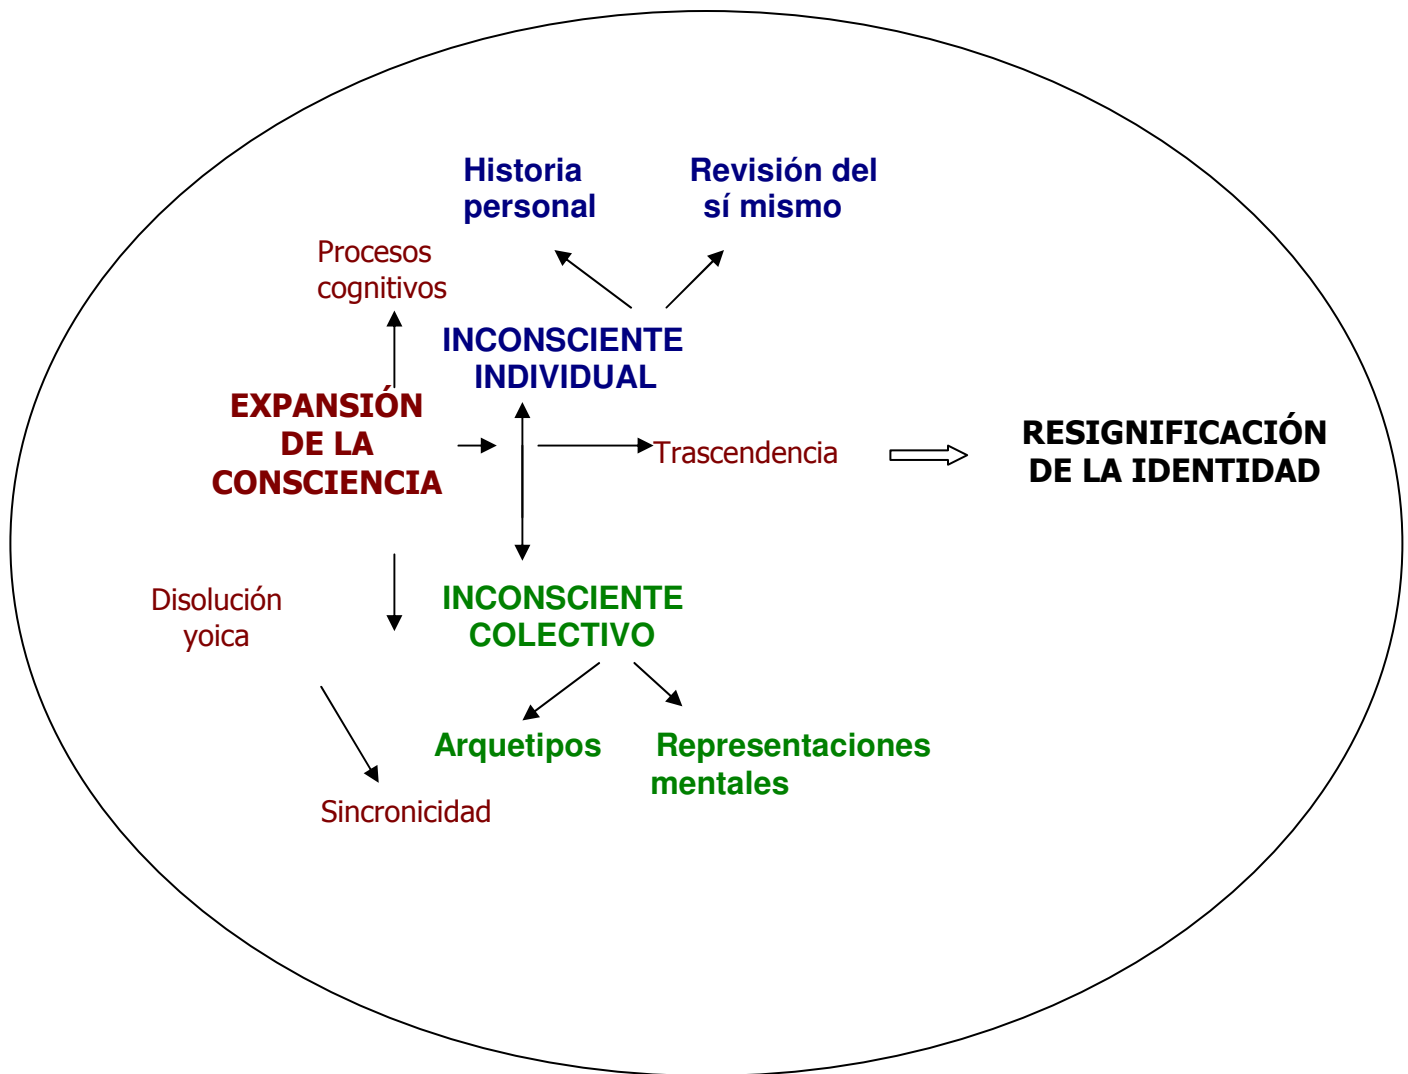 Historia
personal
Revisión del
sí mismo
Procesos
cognitivos
INCONSCIENTE
INDIVIDUAL
EXPANSIÓN
DE LA
CONSCIENCIA
Trascendencia
RESIGNIFICACIÓN
DE LA IDENTIDAD
Disolución
yoica
INCONSCIENTE
COLECTIVO
Arquetipos
Representaciones
mentales
Sincronicidad